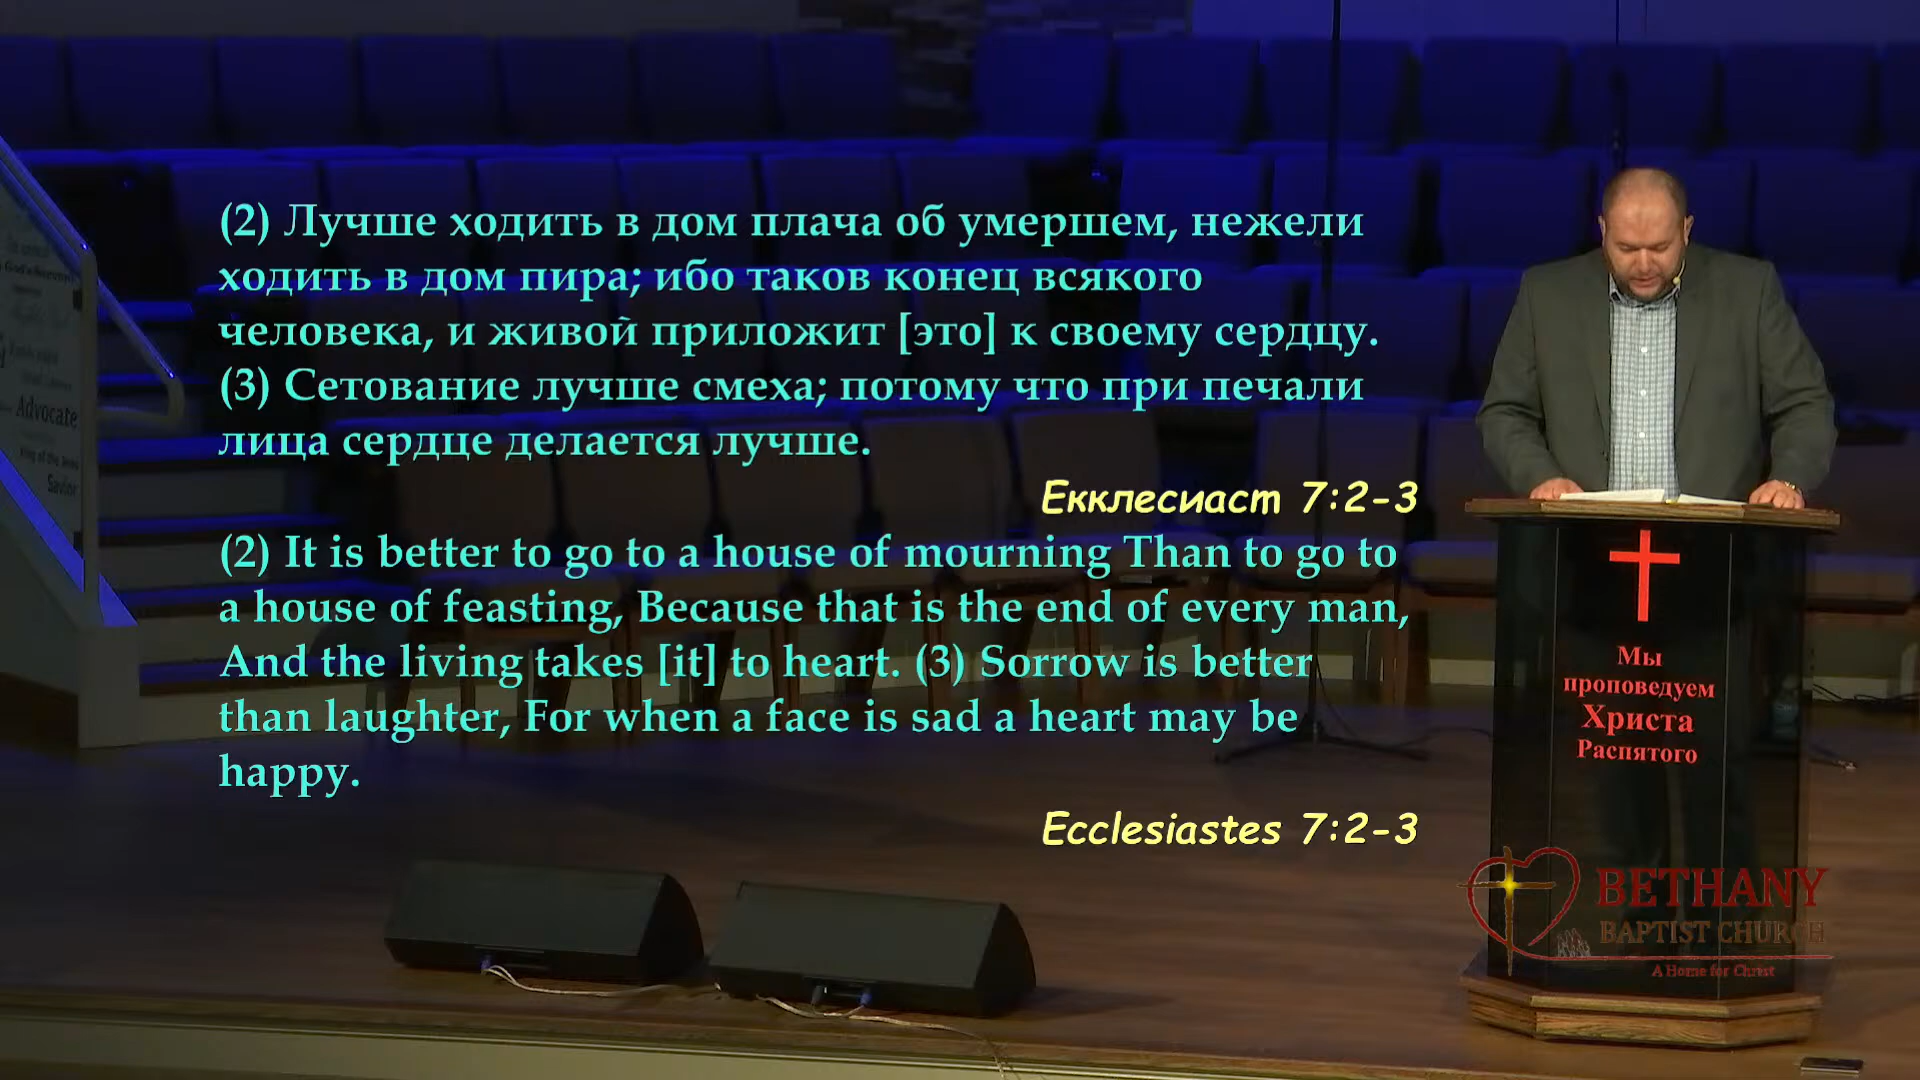 (2) Лучше ходить в дом плача об умершем, нежели
ходить в дом пира; ибо таков конец всякого
человека, и живой приложит [это] к своему сердцу.
(3) Сетование лучше смеха; потому что при печали
лица сердце делается лучше.
Екклесиаст 7:2-3
(2) It is better to go to a house of mourning Than to go to
a house of feasting, Because that is the end of every man,
And the living takes [it] to heart. (3) Sorrow is better
than laughter, For when a face is sad a heart may be
happy.
Ecclesiastes 7:2-3
Мы
проповедуем
Христа
Распятого
BETHANY
BAPTIST CHURCH
A Home for Christ
Advocate
King of the Jews
Savior